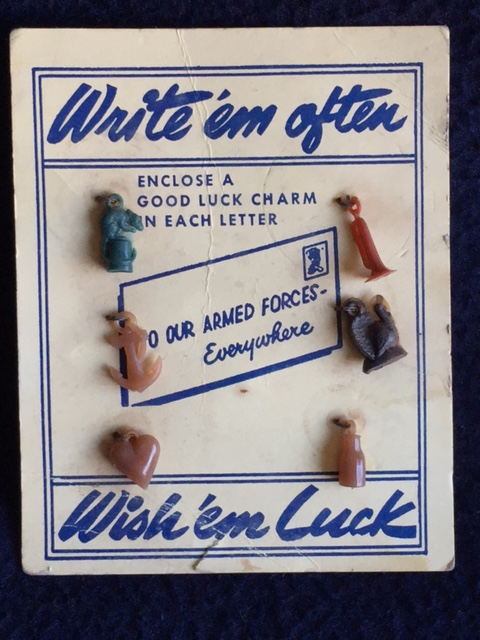 Write 'em often
ENCLOSE A
GOOD LUCK CHARM
IN EACH LETTER
TO OUR ARMED FORCES-
Everywhere
Wish 'em Luck